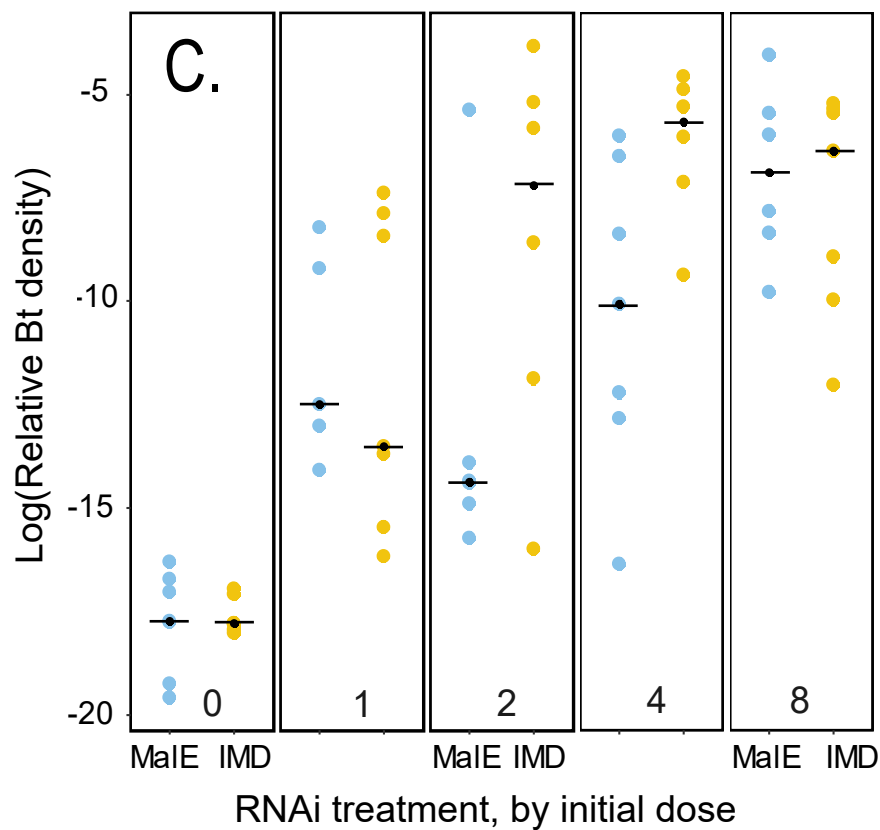 C.
Log(Relative Bt density)
-5
-10
-15
-20
0
1
2
4
8
MalE IMD
MalE IMD
MalE IMD
RNAi treatment, by initial dose